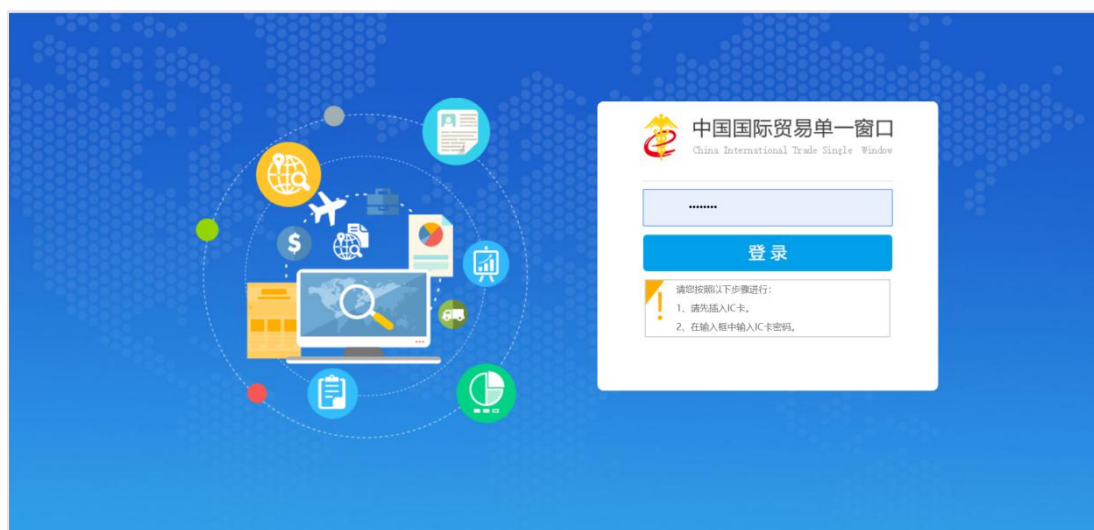 中国国际贸易单一窗口
China International Trade Single Window
••••••••
登录
请您按照以下步骤进行：
1、请先插入IC卡。
2、在输入框中输入IC卡密码。